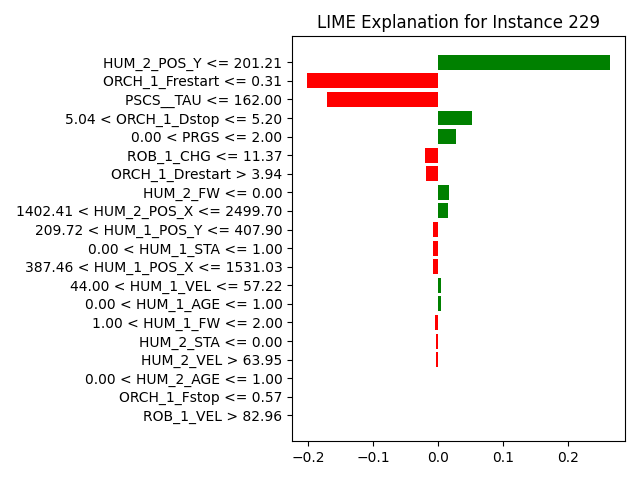 LIME Explanation for Instance 229
HUM_2_POS_Y <= 201.21
ORCH_1_Frestart <= 0.31
PSCS__TAU <= 162.00
5.04 < ORCH_1_Dstop <= 5.20
0.00 < PRGS <= 2.00
ROB_1_CHG <= 11.37
ORCH_1_Drestart > 3.94
HUM_2_FW <= 0.00
1402.41 < HUM_2_POS_X <= 2499.70
209.72 < HUM_1_POS_Y <= 407.90
0.00 < HUM_1_STA <= 1.00
387.46 < HUM_1_POS_X <= 1531.03
44.00 < HUM_1_VEL <= 57.22
0.00 < HUM_1_AGE <= 1.00
1.00 < HUM_1_FW <= 2.00
HUM_2_STA <= 0.00
HUM_2_VEL > 63.95
0.00 < HUM_2_AGE <= 1.00
ORCH_1_Fstop <= 0.57
ROB_1_VEL > 82.96
−0.2 −0.1 0.0 0.1 0.2